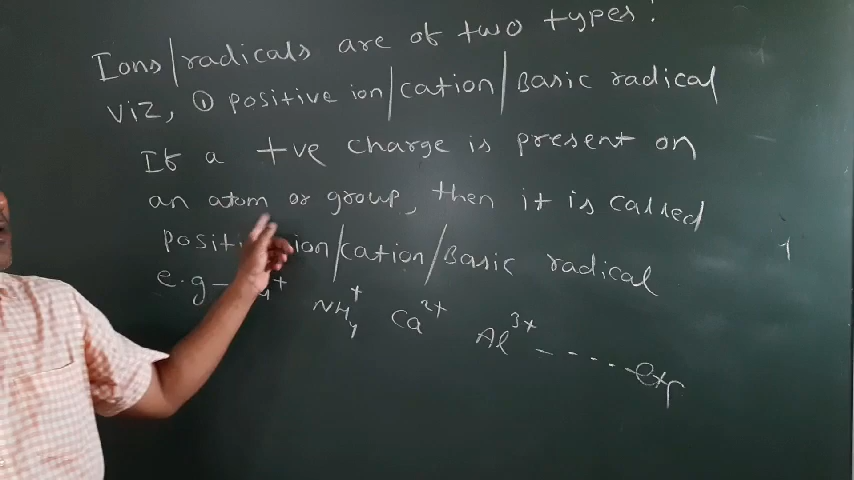 Ions/radicals are of two types:
viz, ① positive ion/cation/Basic radical
If a +ve charge is present on
an atom or group, then it is called
positive ion/cation/Basic radical
e.g- NH₄⁺ Ca²⁺ Al³⁺ ----- etc